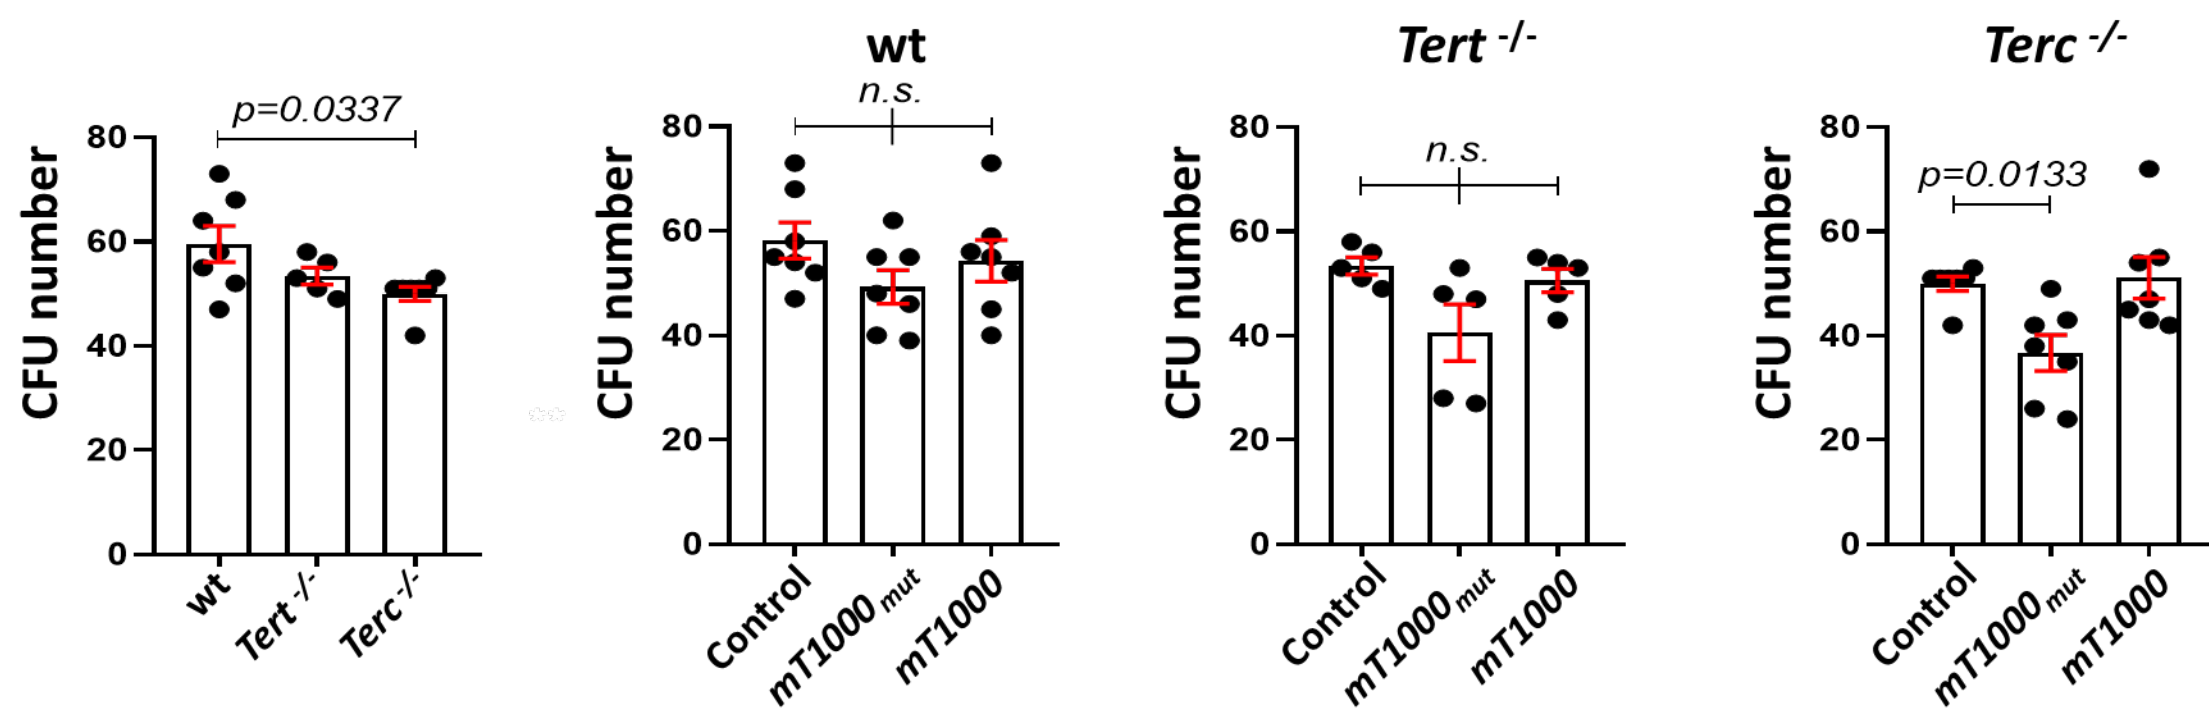 CFU number
80
60
40
20
0
p=0.0337
wt
Tert -/-
Terc -/-
**
wt
CFU number
80
60
40
20
0
n.s.
Control
mT1000 mut
mT1000
Tert -/-
CFU number
80
60
40
20
0
n.s.
Control
mT1000 mut
mT1000
Terc -/-
CFU number
80
60
40
20
0
p=0.0133
Control
mT1000 mut
mT1000